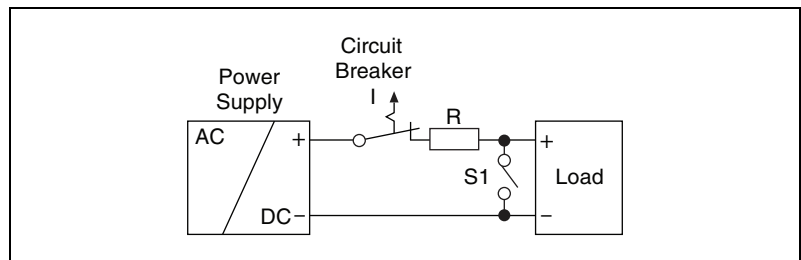 Circuit
Breaker
I
Power
Supply
AC
+
R
+
S1
Load
DC −
−